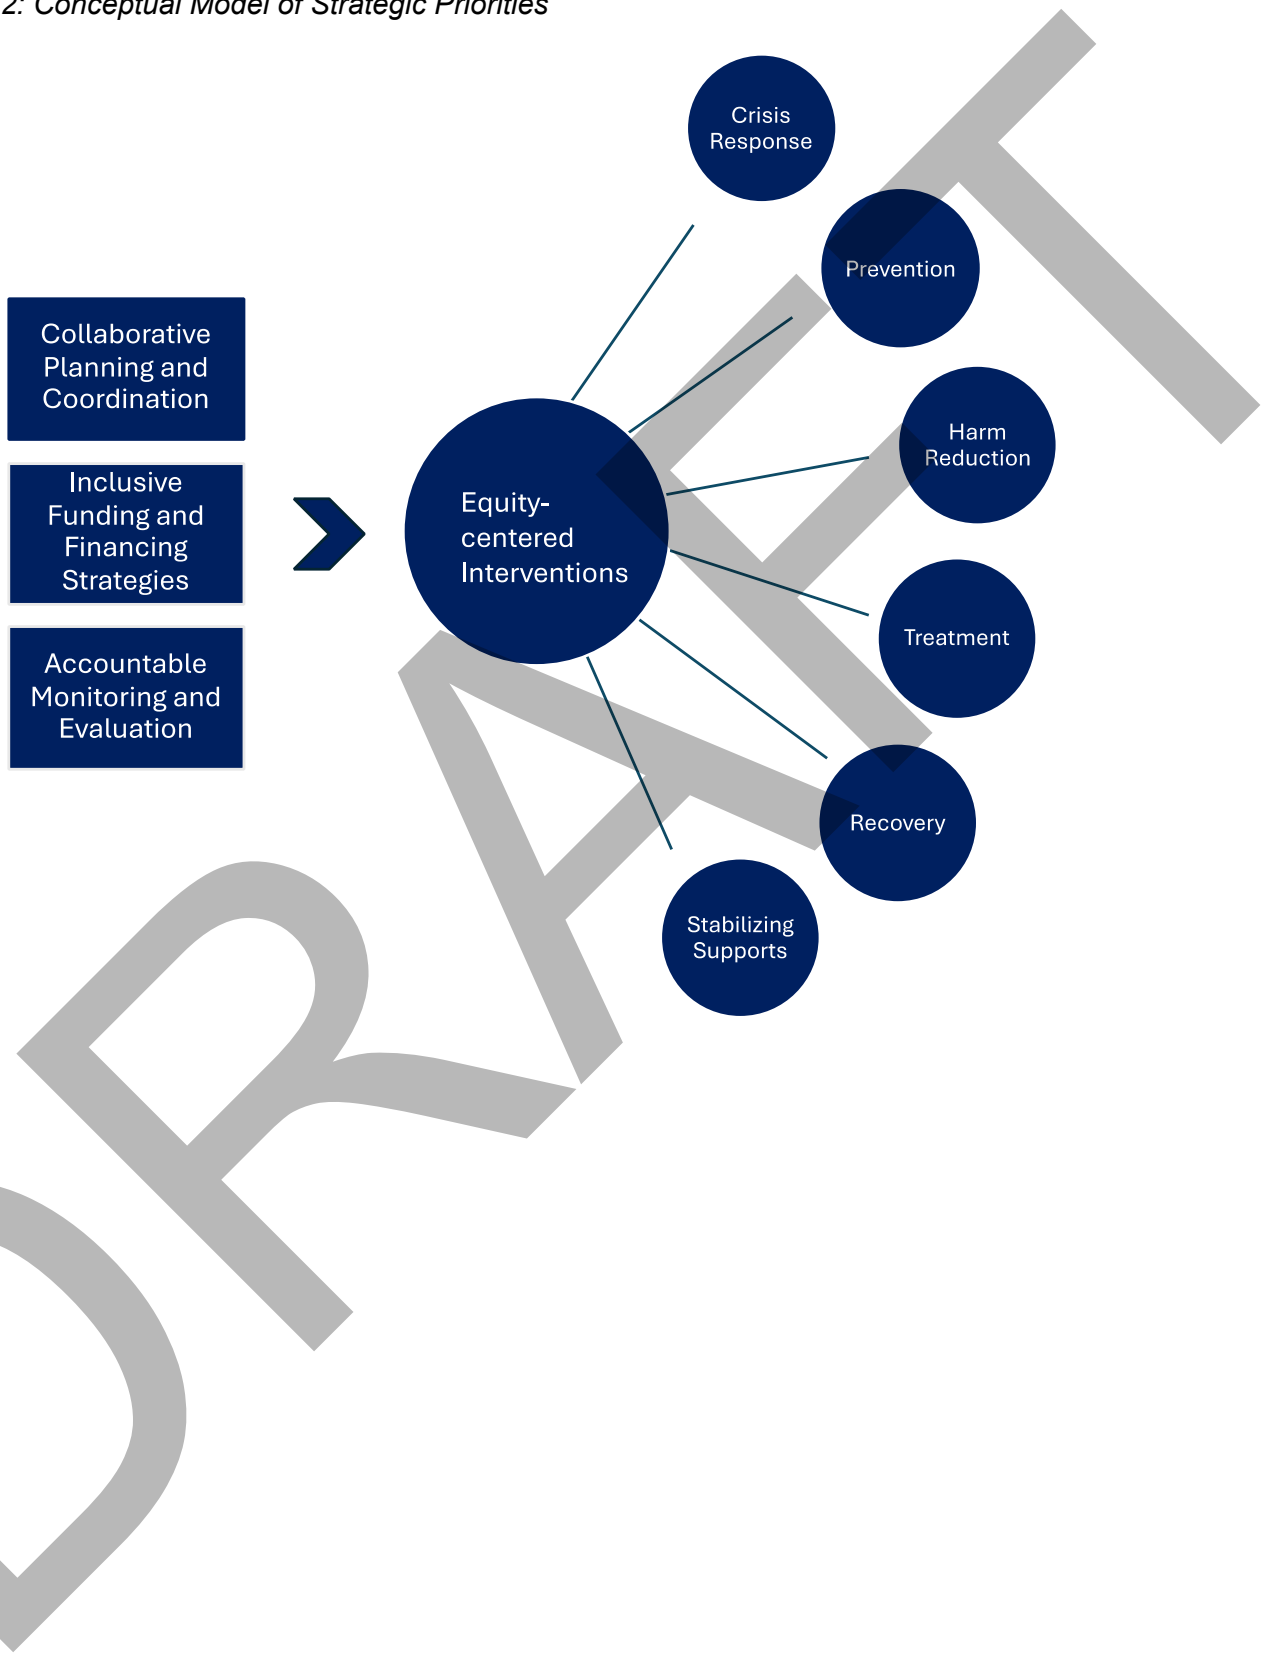 2: Conceptual Model of Strategic Priorities
Crisis
Response
Prevention
Collaborative
Planning and
Coordination
Harm
Reduction
Inclusive
Funding and
Financing
Strategies
Equity-
centered
Interventions
Treatment
Accountable
Monitoring and
Evaluation
Recovery
Stabilizing
Supports
DRAFT